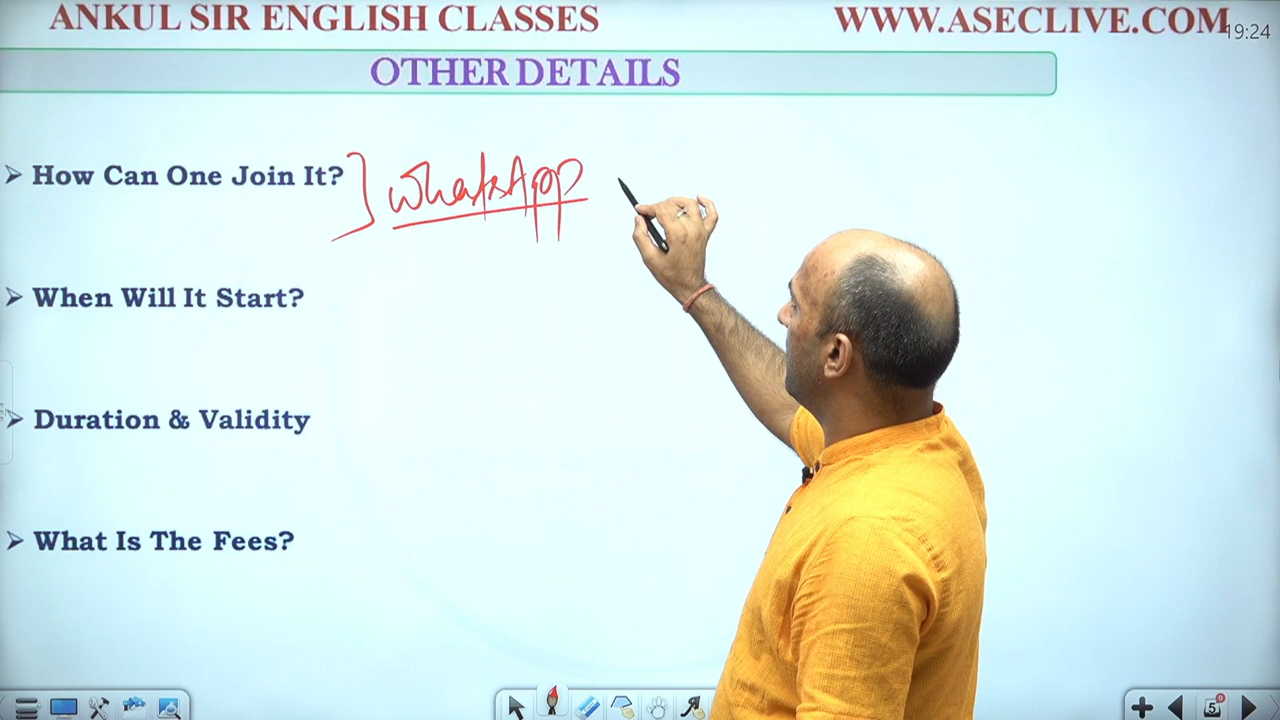 ANKUL SIR ENGLISH CLASSES WWW.ASECLIVE.COM
19:24
OTHER DETAILS
How Can One Join It? } WhatsApp
When Will It Start?
Duration & Validity
What Is The Fees?
5